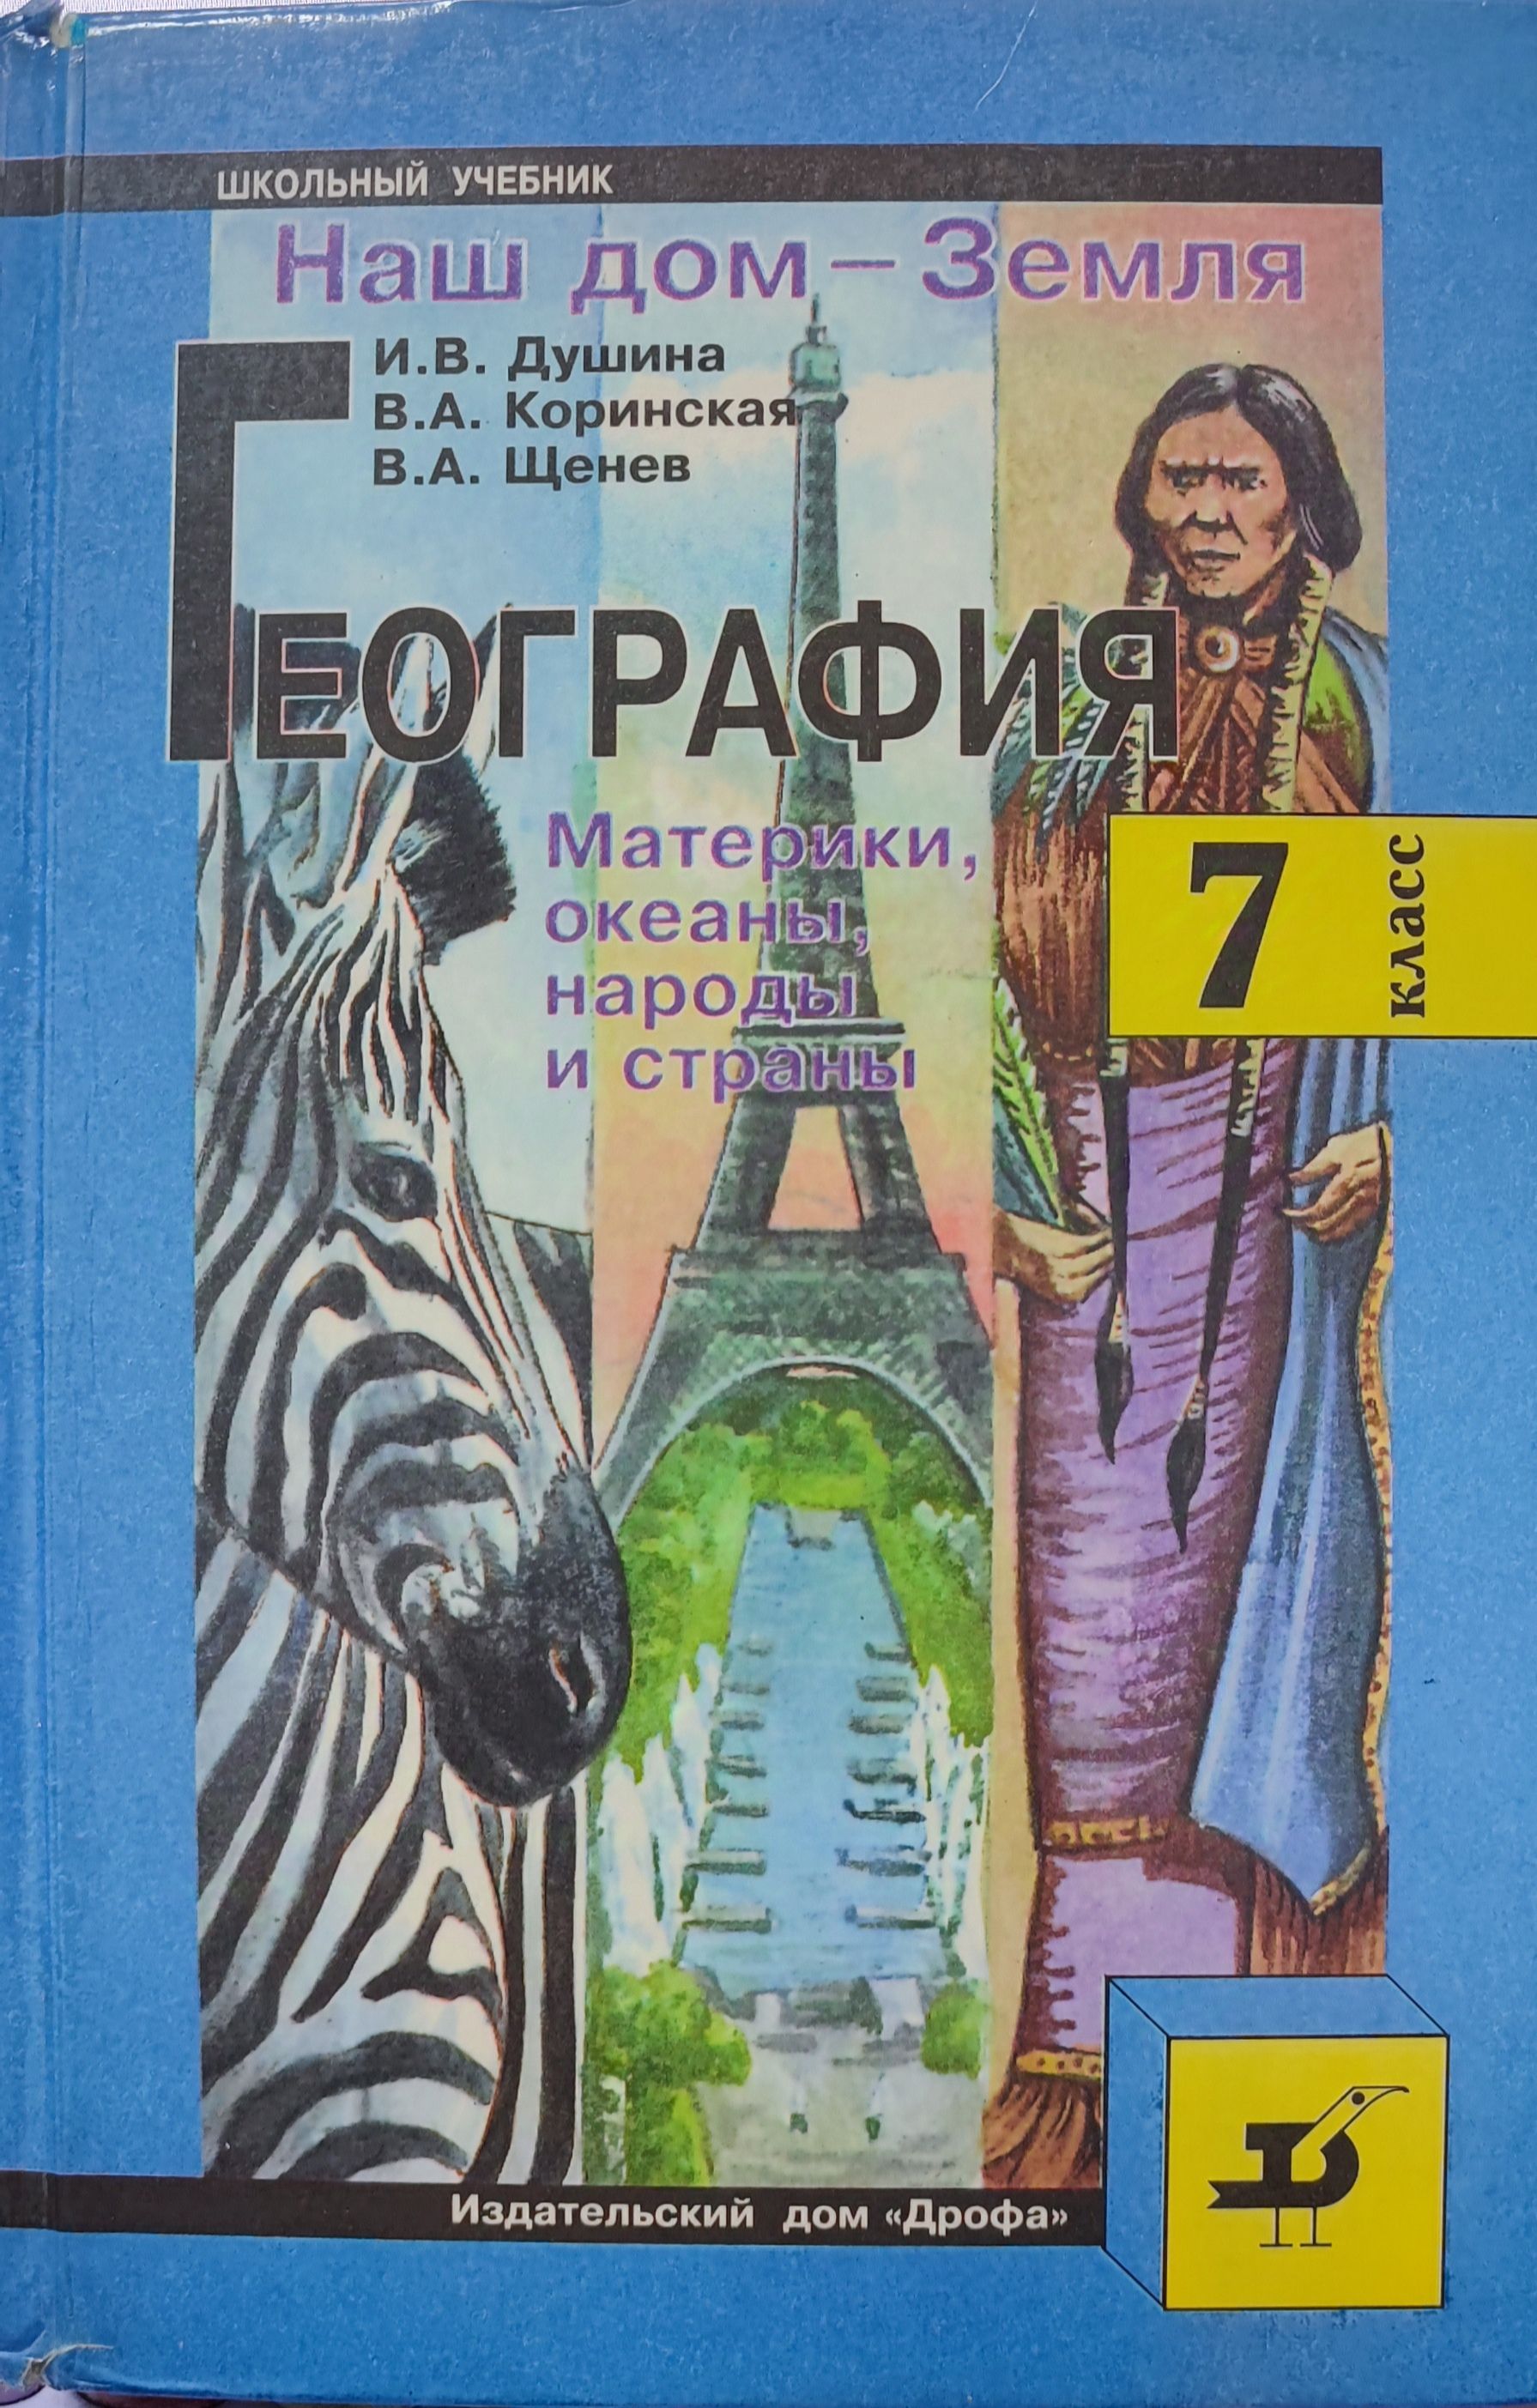 ШКОЛЬНЫЙ УЧЕБНИК
Наш дом – Земля
И.В. Душина
В.А. Коринская
В.А. Щенев
ГЕОГРАФИЯ
Материки,
океаны,
народы
и страны
7 класс
Издательский дом «Дрофа»